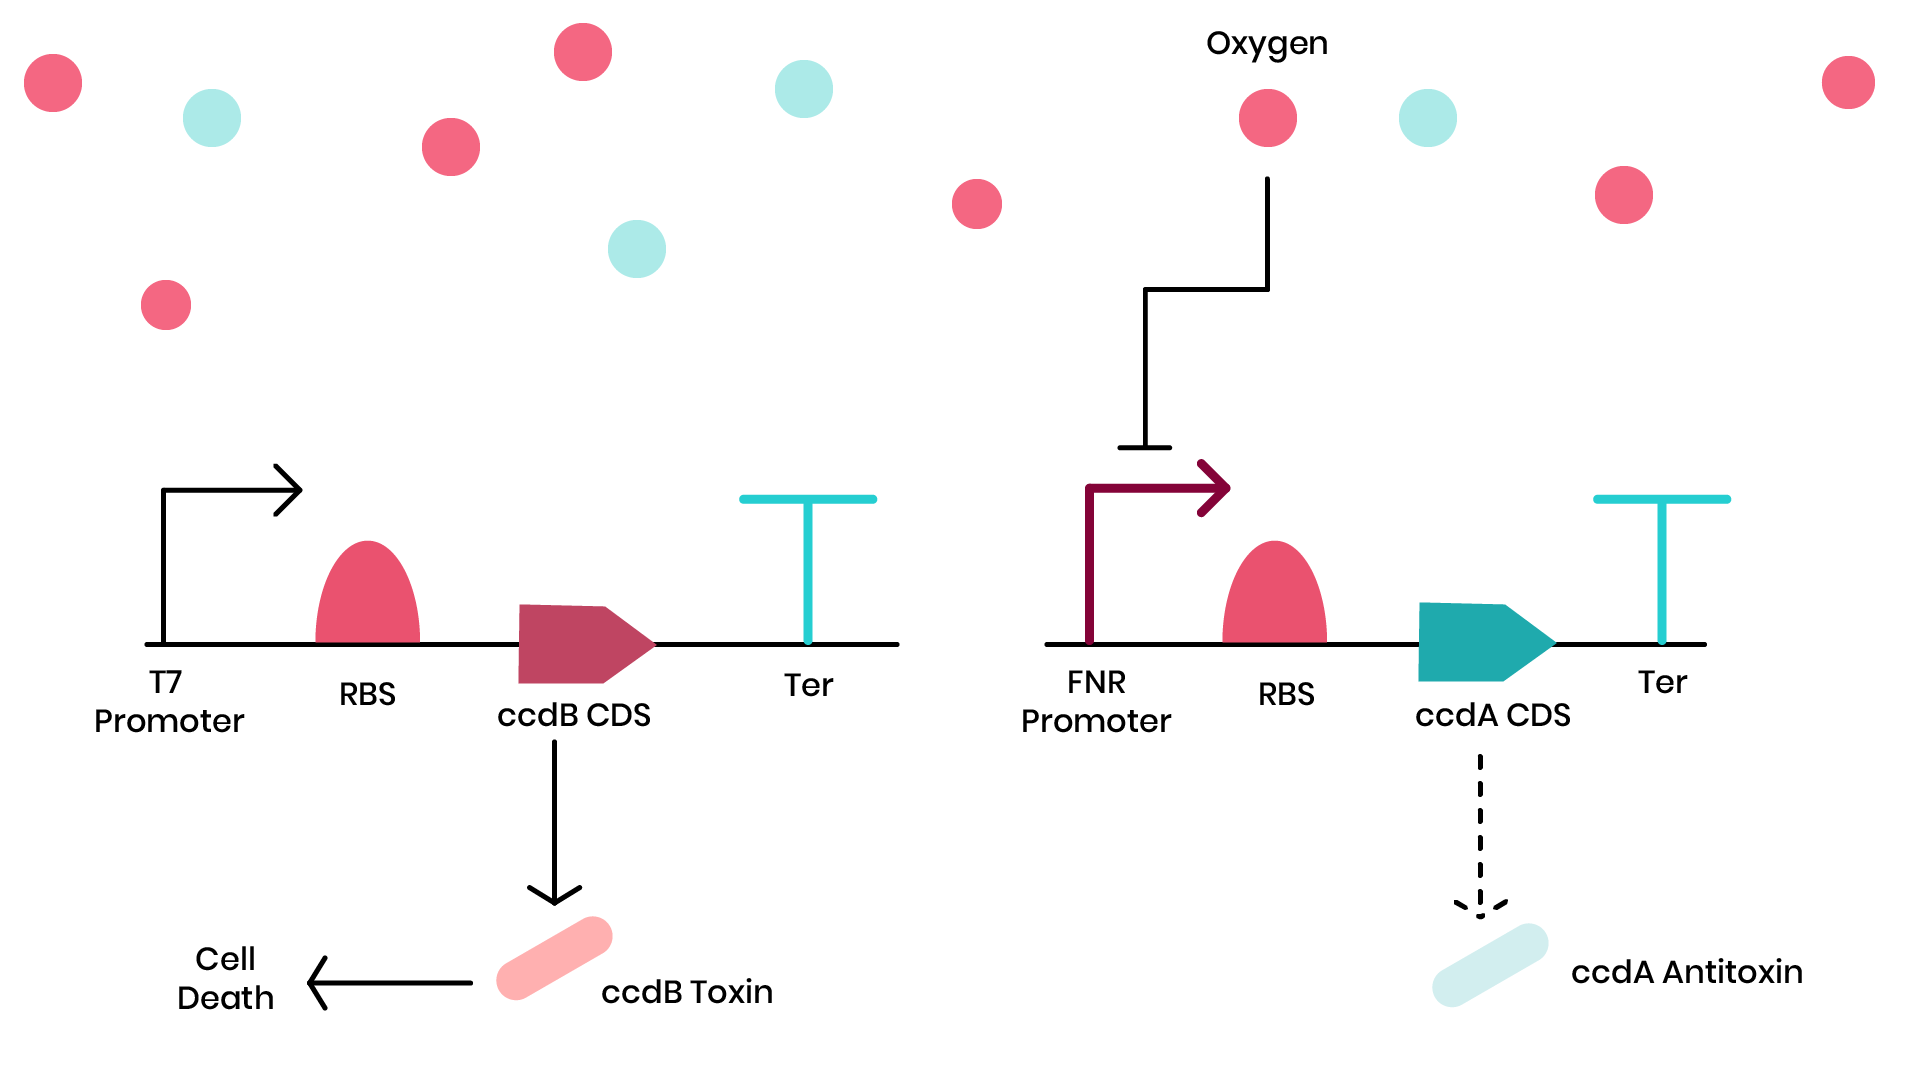 Oxygen
T7
Promoter
RBS
ccdB CDS
Ter
FNR
Promoter
RBS
ccdA CDS
Ter
Cell
Death
ccdB Toxin
ccdA Antitoxin